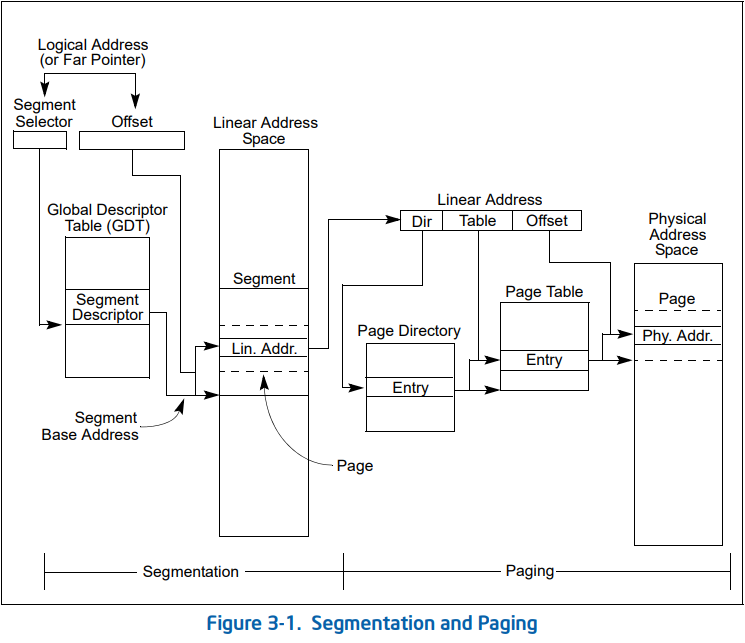 Logical Address
(or Far Pointer)
Segment
Selector
Offset
Linear Address
Space
Global Descriptor
Table (GDT)
Segment
Descriptor
Segment
Lin. Addr.
Segment
Base Address
Page
Linear Address
Dir
Table
Offset
Page Directory
Entry
Page Table
Entry
Physical
Address
Space
Page
Phy. Addr.
Segmentation
Paging
Figure 3-1. Segmentation and Paging